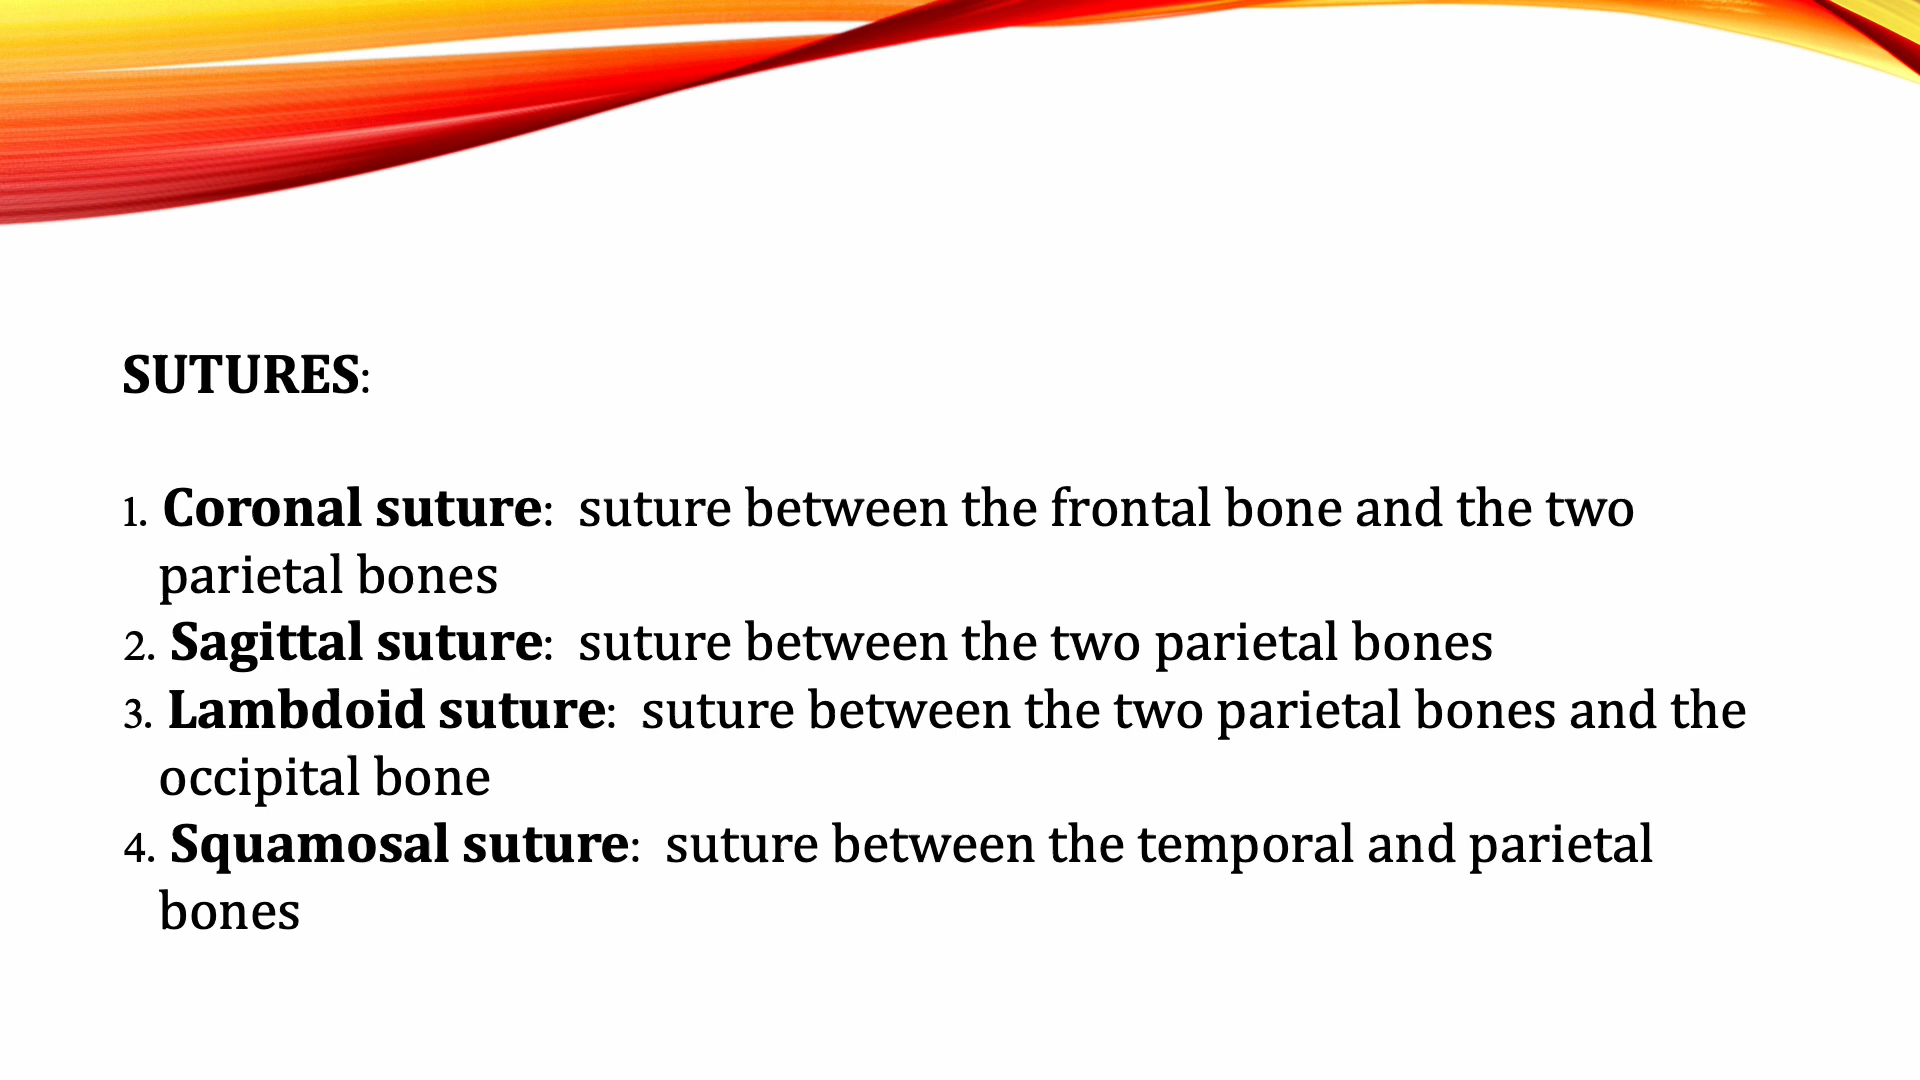 SUTURES:
1. Coronal suture:  suture between the frontal bone and the two
parietal bones
2. Sagittal suture:  suture between the two parietal bones
3. Lambdoid suture:  suture between the two parietal bones and the
occipital bone
4. Squamosal suture:  suture between the temporal and parietal
bones